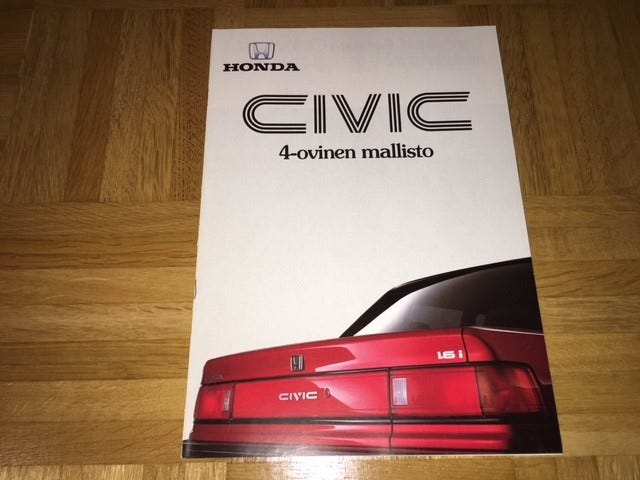 HONDA
CIVIC
4-ovinen mallisto
1.6 i
CIVIC